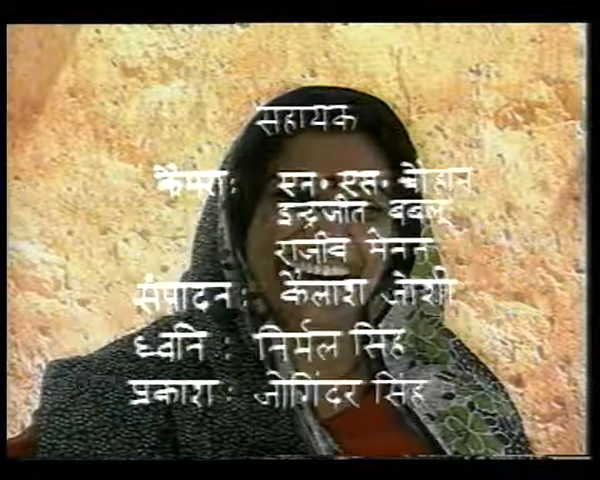 सहायक
कैमरा : एन. एस. चौहान
इन्द्रजीत बबलू
राजीव मेनन
संपादन : कैलाश जोशी
ध्वनि : निर्मल सिंह
प्रकाश : जोगिंदर सिंह